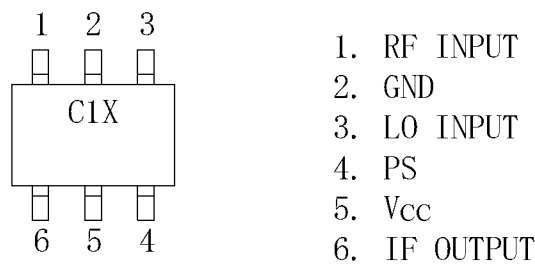 1 2 3
C1X
6 5 4
1. RF INPUT
2. GND
3. LO INPUT
4. PS
5. Vcc
6. IF OUTPUT